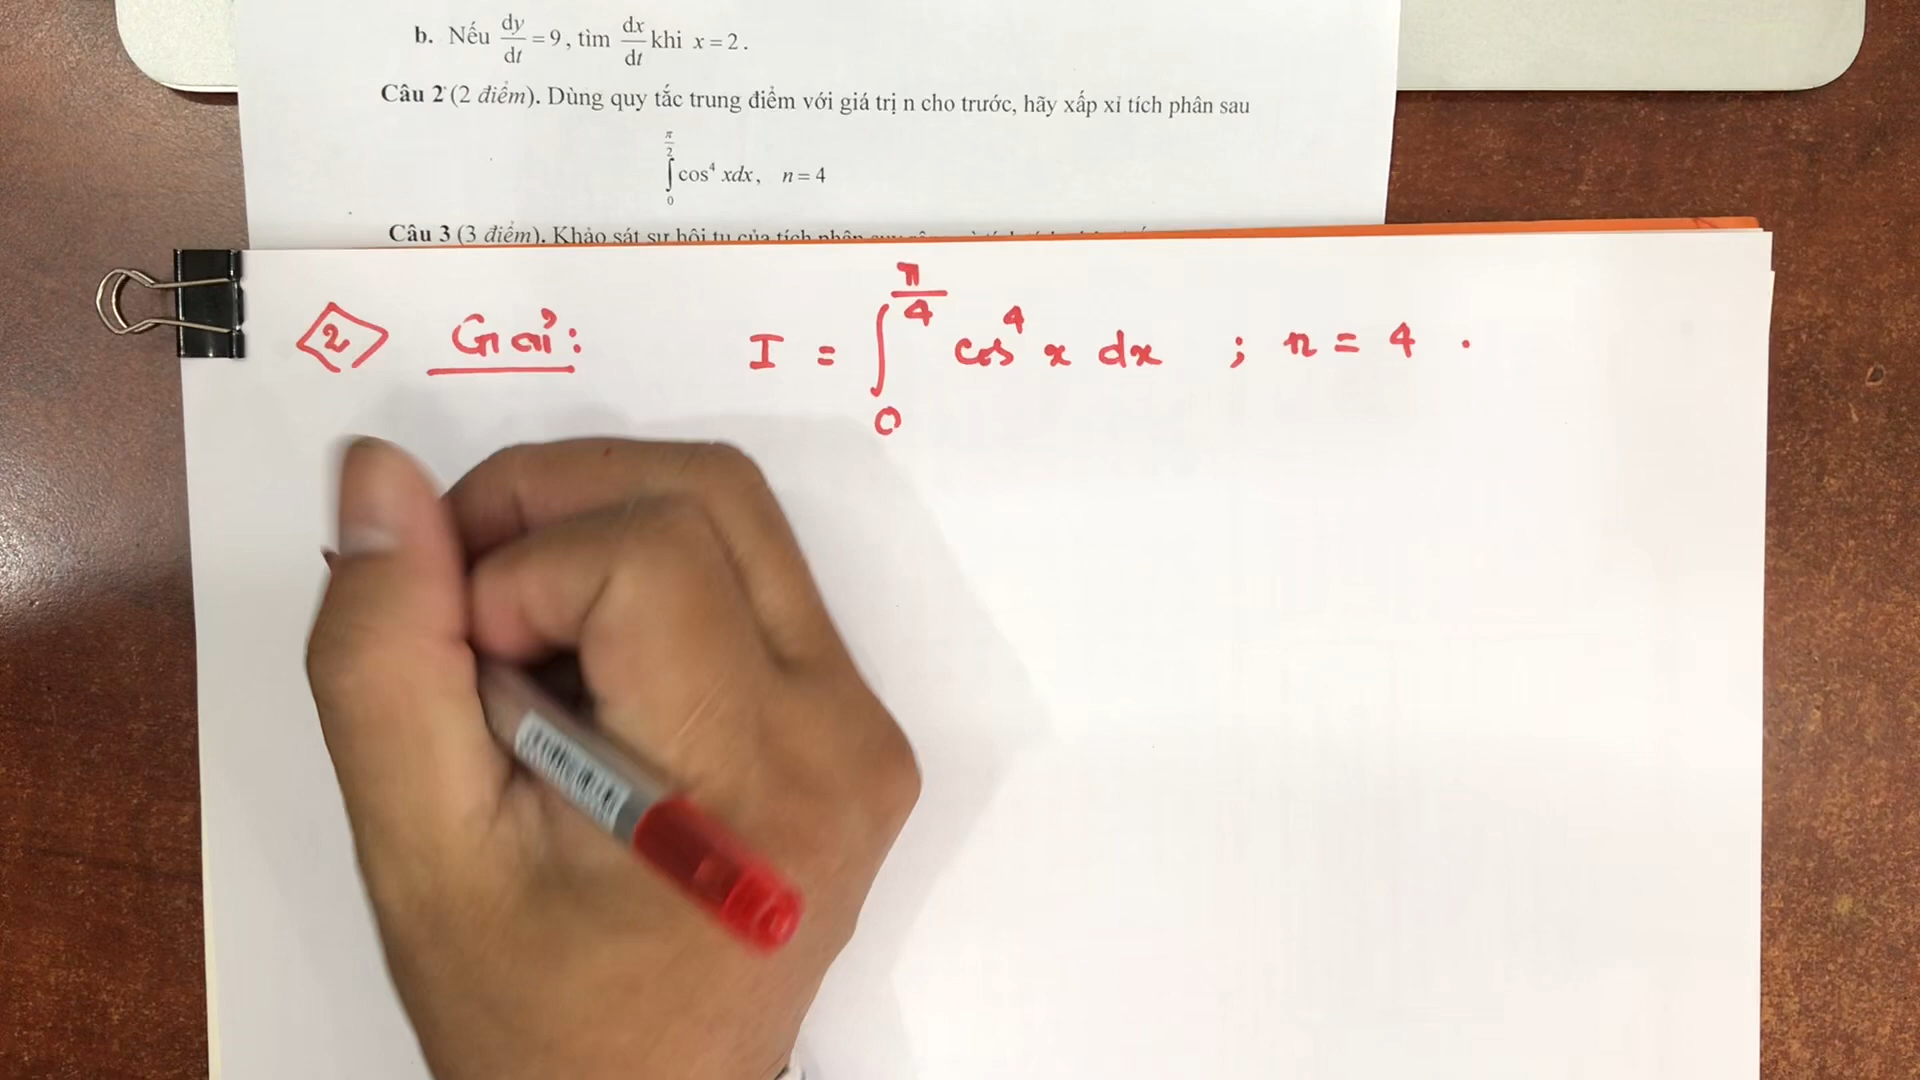 b. Nếu dy/dt = 9, tìm dx/dt khi x = 2.
Câu 2 (2 điểm). Dùng quy tắc trung điểm với giá trị n cho trước, hãy xấp xỉ tích phân sau
∫₀^(π/2) cos⁴ xdx, n = 4
Câu 3 (3 điểm). Khảo sát sự hội tụ của tích phân
2 Giải: I = ∫₀^(π/4) cos⁴ x dx ; n = 4 .